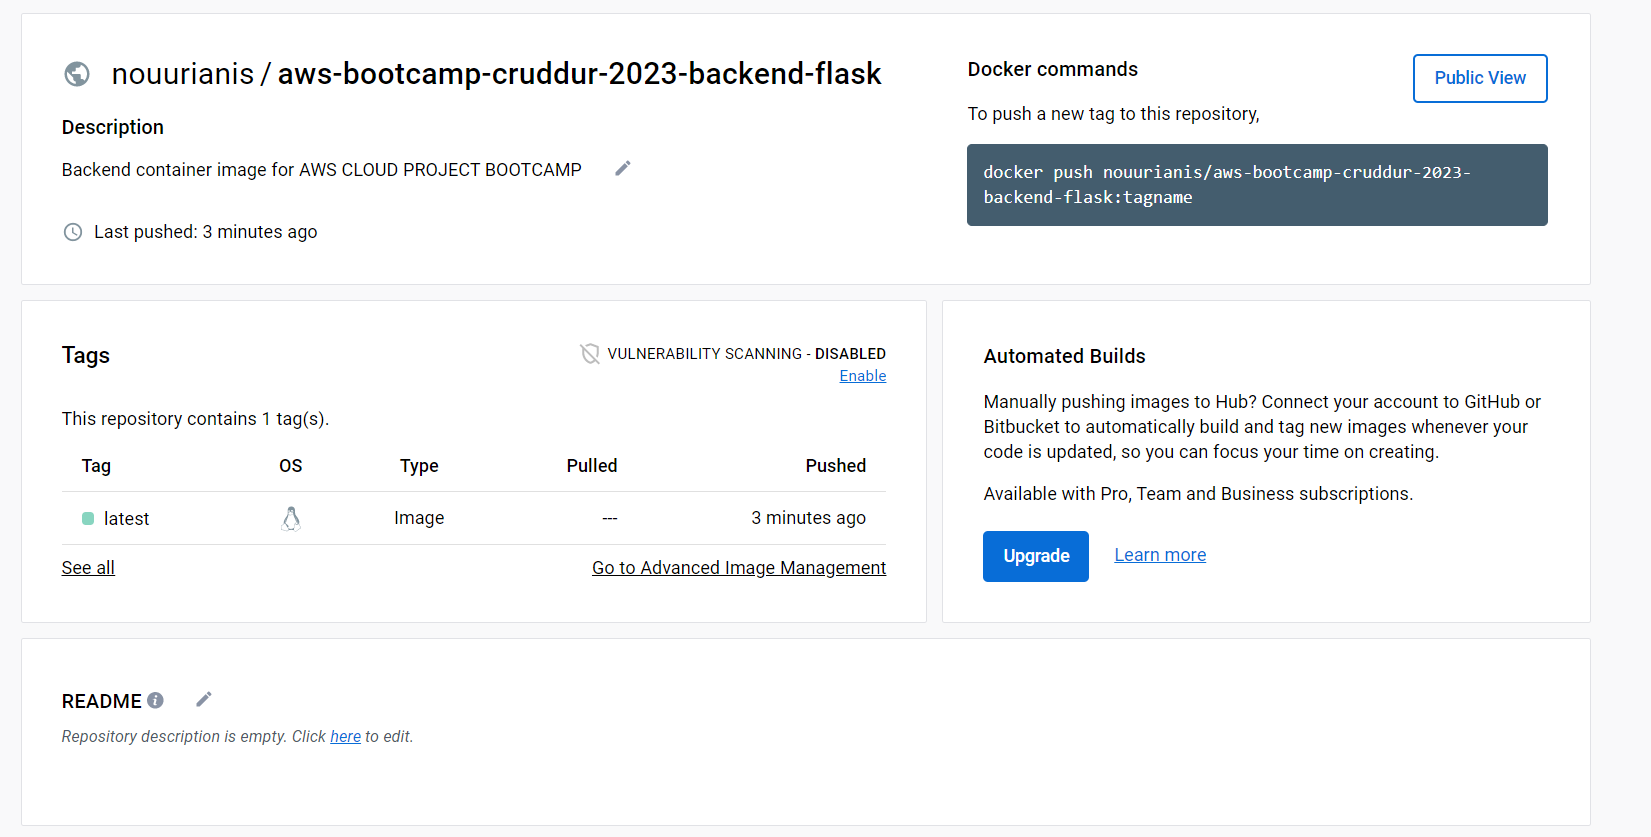 nouurianis / aws-bootcamp-cruddur-2023-backend-flask
Description
Backend container image for AWS CLOUD PROJECT BOOTCAMP
Last pushed: 3 minutes ago
Docker commands
Public View
To push a new tag to this repository,
docker push nouurianis/aws-bootcamp-cruddur-2023-
backend-flask:tagname
Tags
VULNERABILITY SCANNING - DISABLED
Enable
This repository contains 1 tag(s).
Tag OS Type Pulled Pushed
latest Image --- 3 minutes ago
See all Go to Advanced Image Management
Automated Builds
Manually pushing images to Hub? Connect your account to GitHub or
Bitbucket to automatically build and tag new images whenever your
code is updated, so you can focus your time on creating.
Available with Pro, Team and Business subscriptions.
Upgrade Learn more
README
Repository description is empty. Click here to edit.